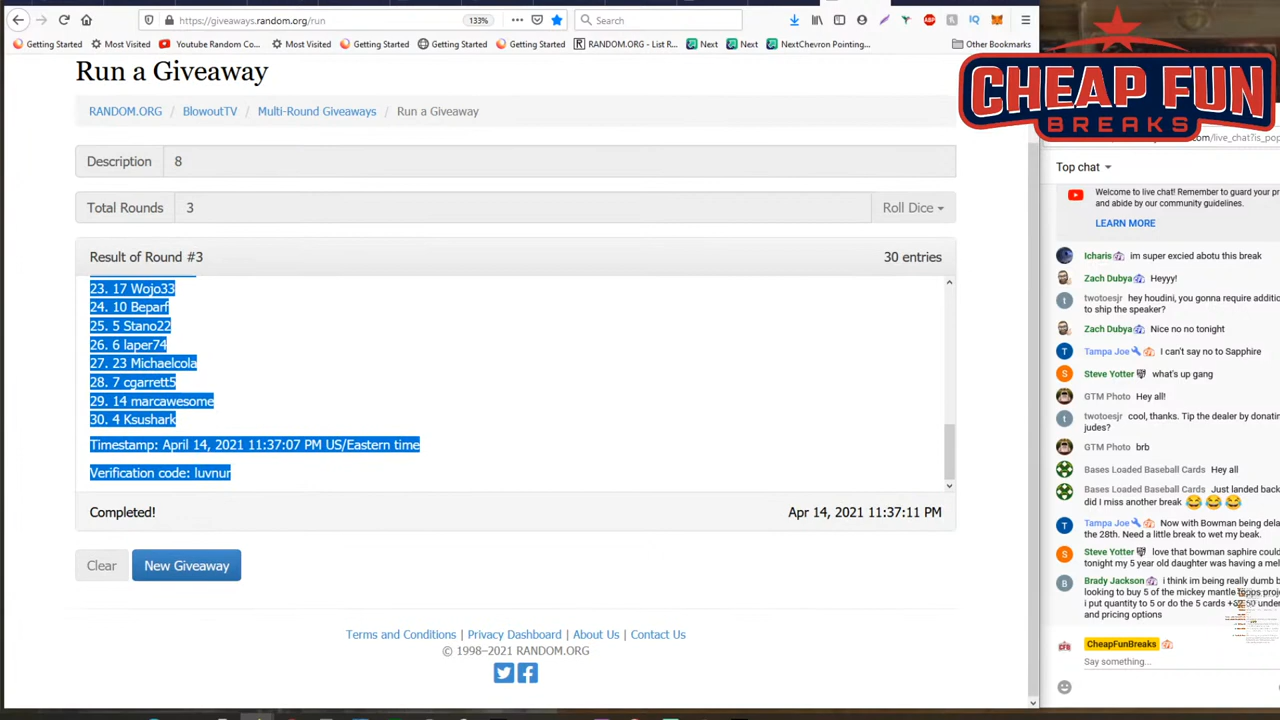 https://giveaways.random.org/run
133%
Search
Getting Started
Most Visited
Youtube Random Co...
Most Visited
Getting Started
Getting Started
Getting Started
RANDOM.ORG - List R...
Next
Next
NextChevron Pointing...
Other Bookmarks
Run a Giveaway
RANDOM.ORG / BlowoutTV / Multi-Round Giveaways / Run a Giveaway
Description 8
Total Rounds 3 Roll Dice
Result of Round #3 30 entries
23. 17 Wojo33
24. 10 Beparf
25. 5 Stano22
26. 6 laper74
27. 23 Michaelcola
28. 7 cgarrett5
29. 14 marcawesome
30. 4 Ksushark
Timestamp: April 14, 2021 11:37:07 PM US/Eastern time
Verification code: luvnur
Completed! Apr 14, 2021 11:37:11 PM
Clear New Giveaway
Terms and Conditions | Privacy Dashboard | About Us | Contact Us
© 1998–2021 RANDOM.ORG
CHEAP FUN
BREAKS
/live_chat?is_pop
Top chat
Welcome to live chat! Remember to guard your pr
and abide by our community guidelines.
LEARN MORE
Icharis im super excied abotu this break
Zach Dubya Heyyy!
twotoesjr hey houdini, you gonna require additio
to ship the speaker?
Zach Dubya Nice no no tonight
Tampa Joe I can't say no to Sapphire
Steve Yotter what's up gang
GTM Photo Hey all!
twotoesjr cool, thanks. Tip the dealer by donatin
judes?
GTM Photo brb
Bases Loaded Baseball Cards Hey all
Bases Loaded Baseball Cards Just landed back
did I miss another break
Tampa Joe Now with Bowman being dela
the 28th. Need a little break to wet my beak.
Steve Yotter love that bowman saphire coul
tonight my 5 year old daughter was having a mel
Brady Jackson i think im being really dumb b
looking to buy 5 of the mickey mantle topps proj
i put quantity to 5 or do the 5 cards under
and pricing options
CheapFunBreaks
Say something...